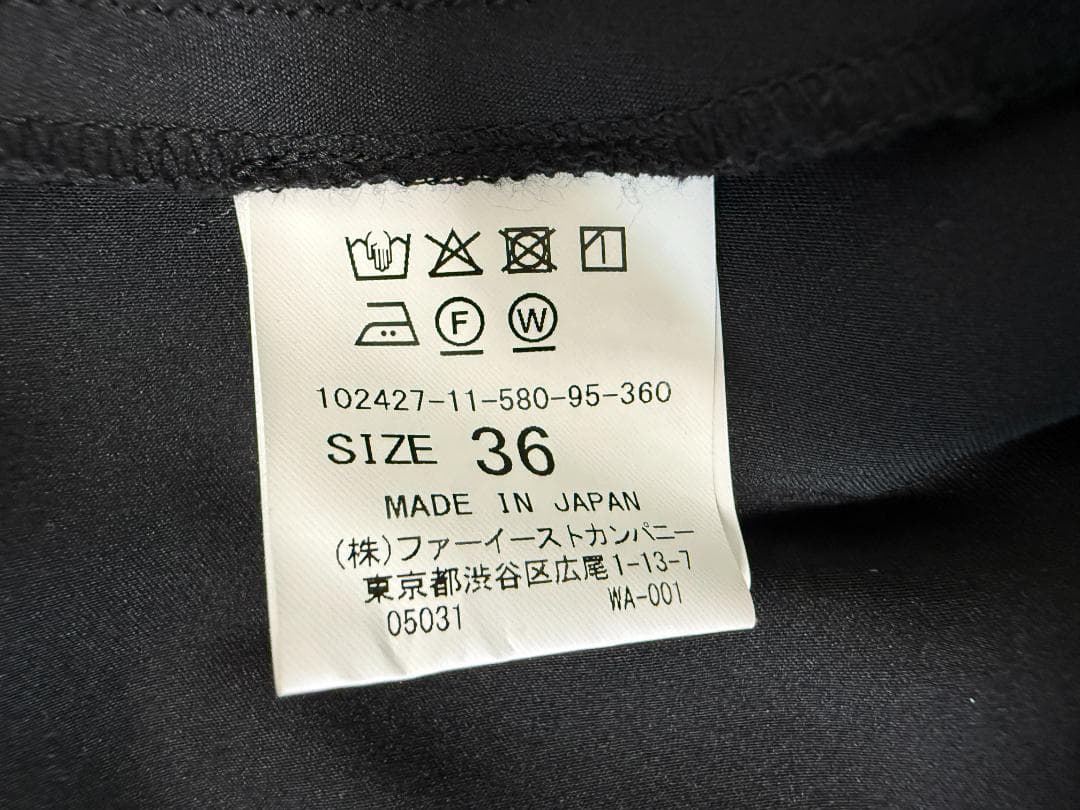 F W
102427-11-580-95-360
SIZE 36
MADE IN JAPAN
(株)ファーイーストカンパニー
東京都渋谷区広尾1-13-7
05031 WA-001